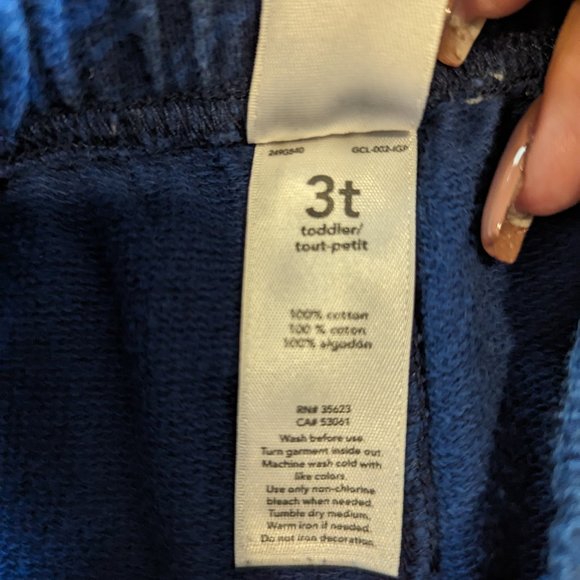 249G540 GCL-002-IGP
3t
toddler/
tout-petit
100% cotton
100 % coton
100% algodón
RN# 35623
CA# 53061
Wash before use.
Turn garment inside out.
Machine wash cold with
like colors.
Use only non-chlorine
bleach when needed.
Tumble dry medium.
Warm iron if needed.
Do not iron decoration.